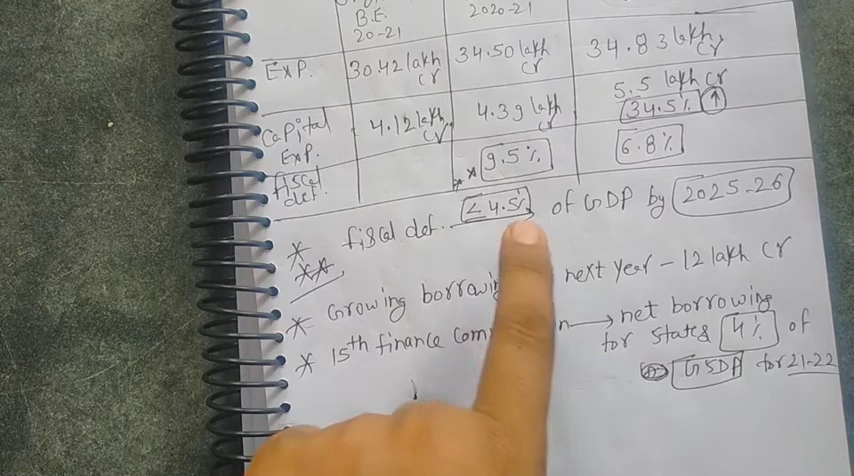 B.E.
20-21
2020-21
Exp.
30.42 lakh
cr
34.50 lakh
cr
34.83 lakh
cr
Capital
Exp.
4.12 lakh
cr.
4.39 lakh
cr
5.5 lakh cr
34.5% ↑
fiscal
def.
** 9.5%
6.8%
* fiscal def. < 4.5% of GDP by 2025-26
**
* Growing borrowing next year - 12 lakh cr
* 15th finance com n → net borrowing
for states 4% of
GSDP for 21-22